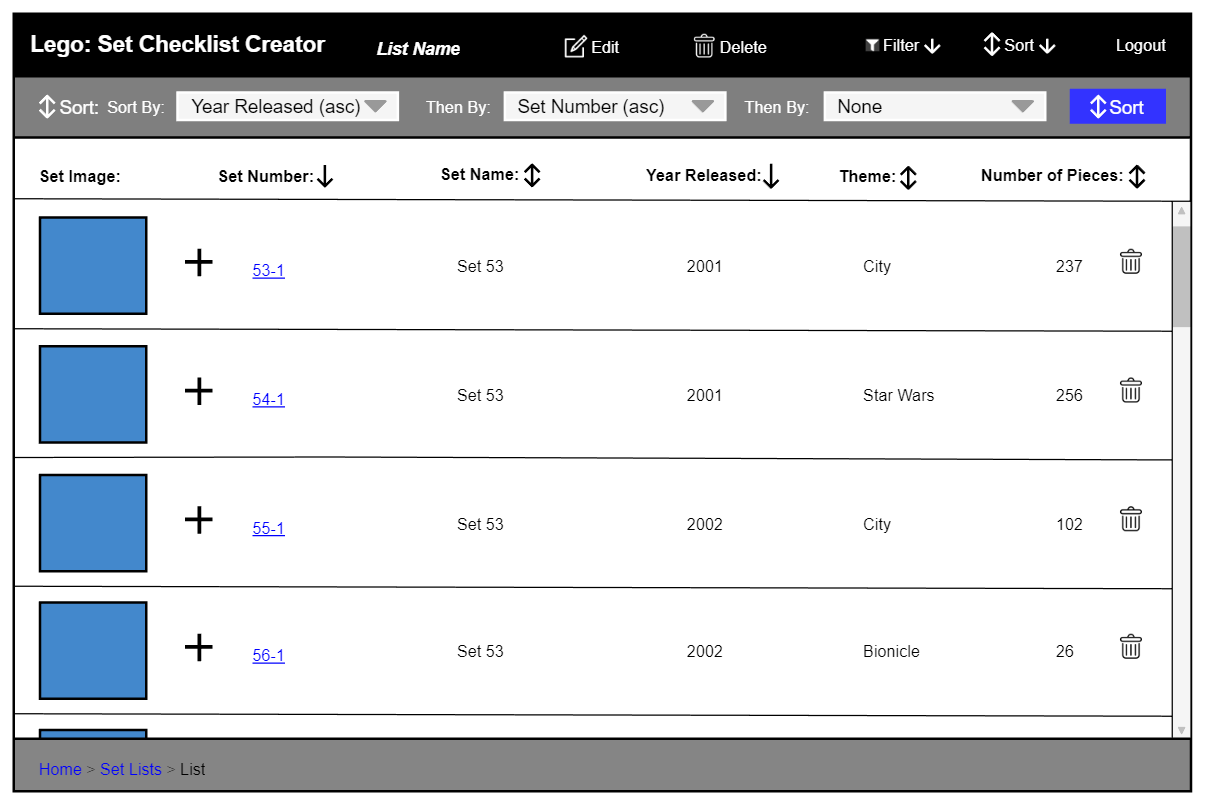 Lego: Set Checklist Creator List Name Edit Delete Filter Sort Logout
Sort: Sort By: Year Released (asc) Then By: Set Number (asc) Then By: None Sort
Set Image: Set Number: Set Name: Year Released: Theme: Number of Pieces:
53-1 Set 53 2001 City 237
54-1 Set 53 2001 Star Wars 256
55-1 Set 53 2002 City 102
56-1 Set 53 2002 Bionicle 26
Home > Set Lists > List